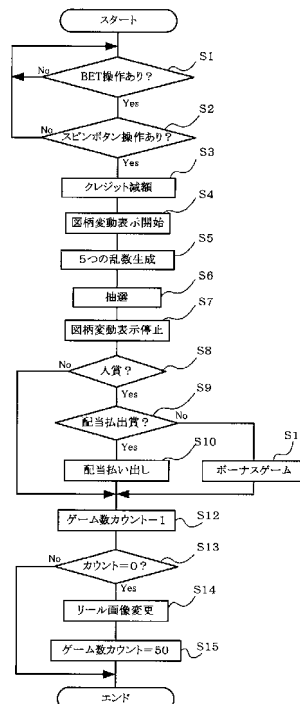 スタート
S1
BET操作あり?
No
Yes
S2
スピンボタン操作あり?
No
Yes
S3
クレジット減額
S4
図柄変動表示開始
S5
5つの乱数生成
S6
抽選
S7
図柄変動表示停止
S8
入賞?
No
Yes
S9
配当払出賞?
No
Yes
S10
配当払い出し
S1
ボーナスゲーム
S12
ゲーム数カウント−1
S13
カウント=0?
No
Yes
S14
リール画像変更
S15
ゲーム数カウント=50
エンド